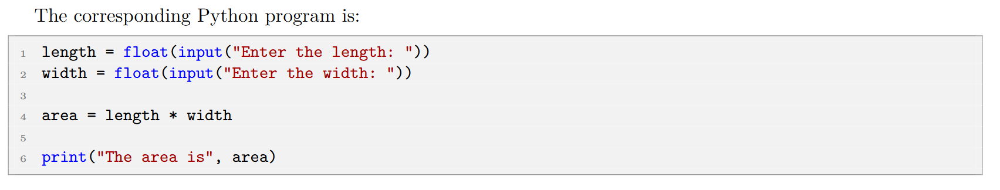 The corresponding Python program is:
1 length = float(input("Enter the length: "))
2 width = float(input("Enter the width: "))
3
4 area = length * width
5
6 print("The area is", area)